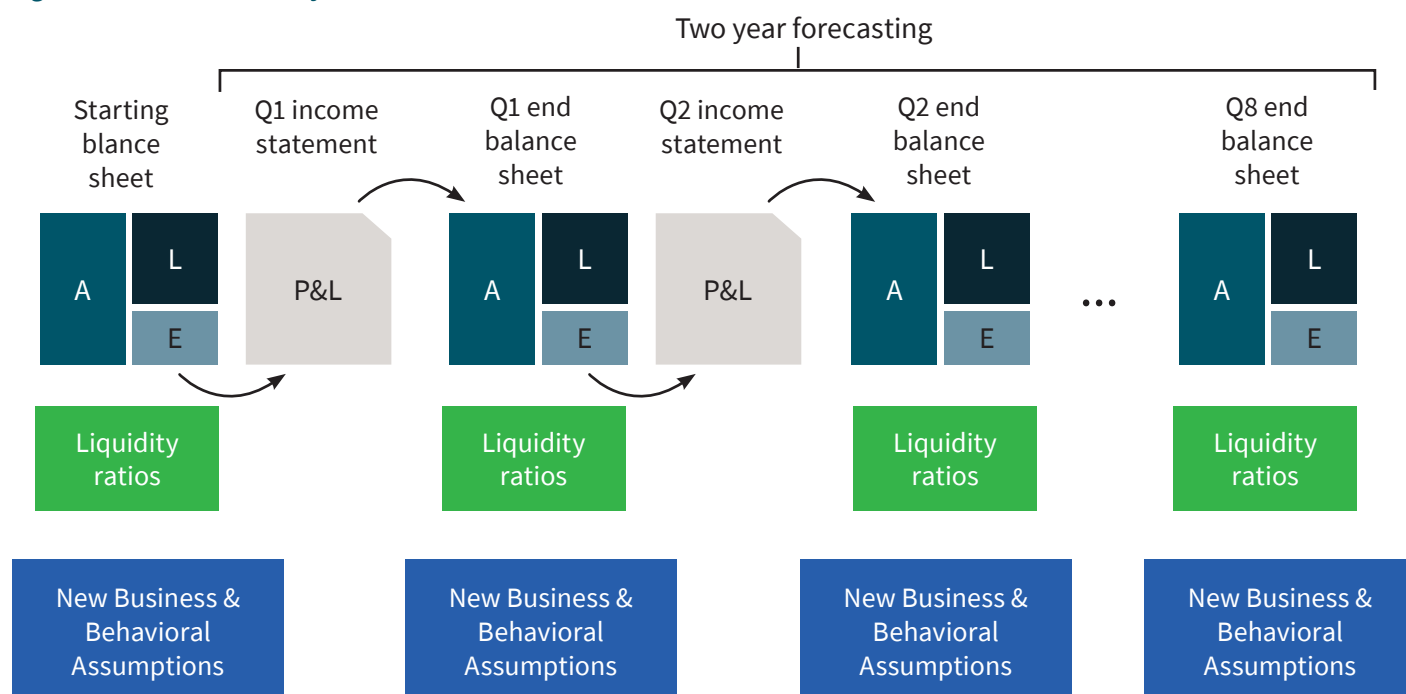 Two year forecasting
Starting
blance
sheet
Q1 income
statement
Q1 end
balance
sheet
Q2 income
statement
Q2 end
balance
sheet
Q8 end
balance
sheet
A
L
E
P&L
A
L
E
P&L
A
L
E
...
A
L
E
Liquidity
ratios
Liquidity
ratios
Liquidity
ratios
Liquidity
ratios
New Business &
Behavioral
Assumptions
New Business &
Behavioral
Assumptions
New Business &
Behavioral
Assumptions
New Business &
Behavioral
Assumptions